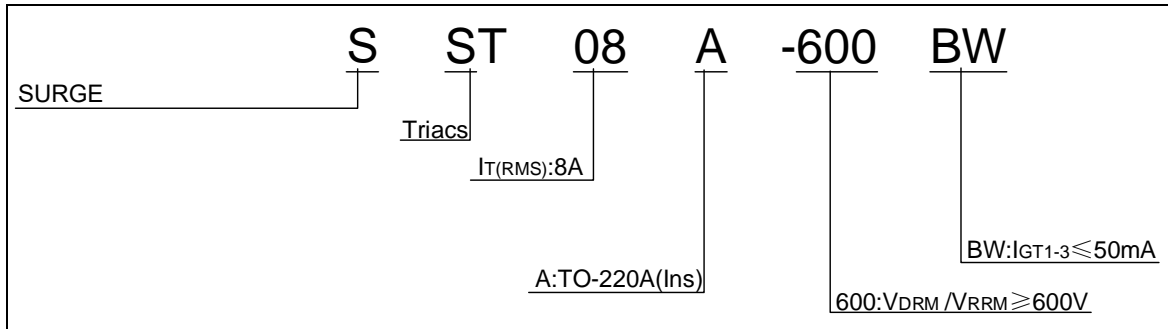 S ST 08 A -600 BW
SURGE
Triacs
IT(RMS):8A
BW:IGT1-3≤50mA
A:TO-220A(Ins)
600:VDRM /VRRM≥600V